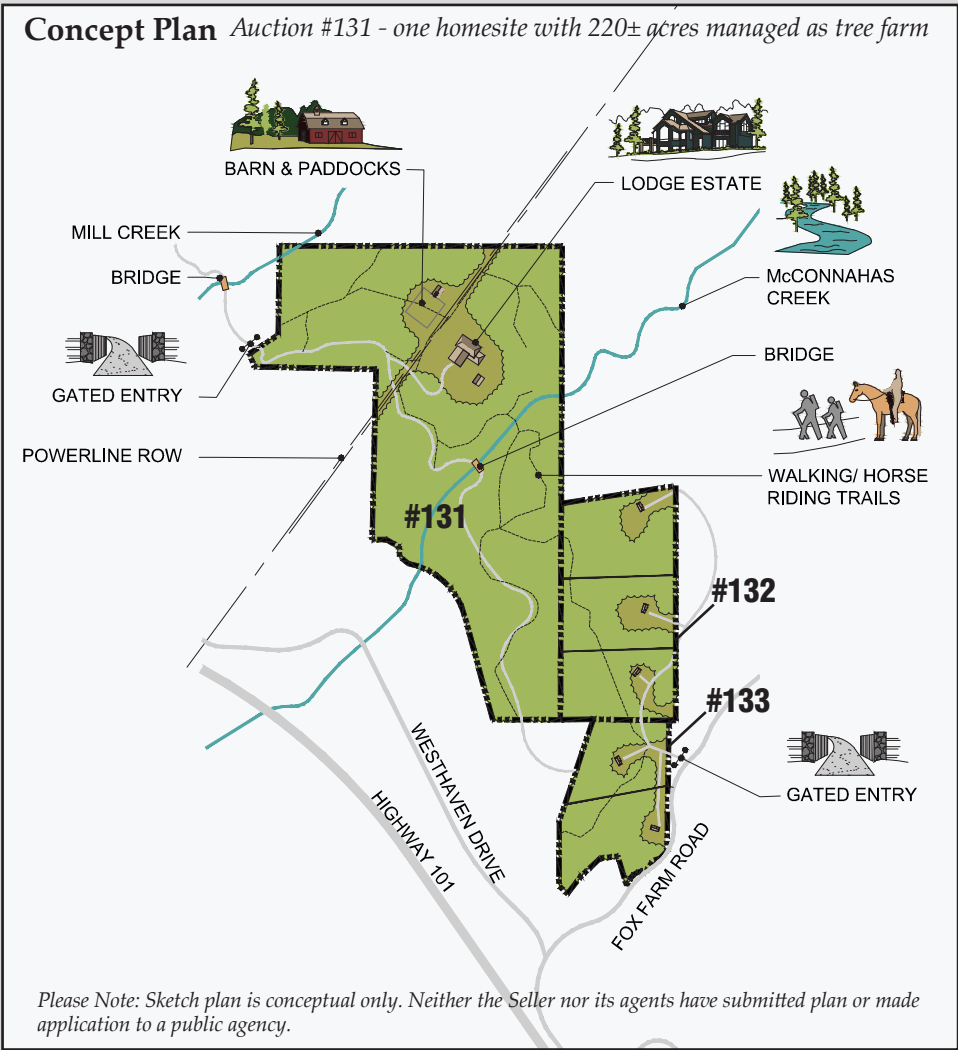 Concept Plan Auction #131 - one homesite with 220± acres managed as tree farm
BARN & PADDOCKS
LODGE ESTATE
MILL CREEK
BRIDGE
McCONNAHAS
CREEK
GATED ENTRY
BRIDGE
POWERLINE ROW
WALKING/ HORSE
RIDING TRAILS
#131
#132
#133
WESTHAVEN DRIVE
HIGHWAY 101
GATED ENTRY
FOX FARM ROAD
Please Note: Sketch plan is conceptual only. Neither the Seller nor its agents have submitted plan or made
application to a public agency.